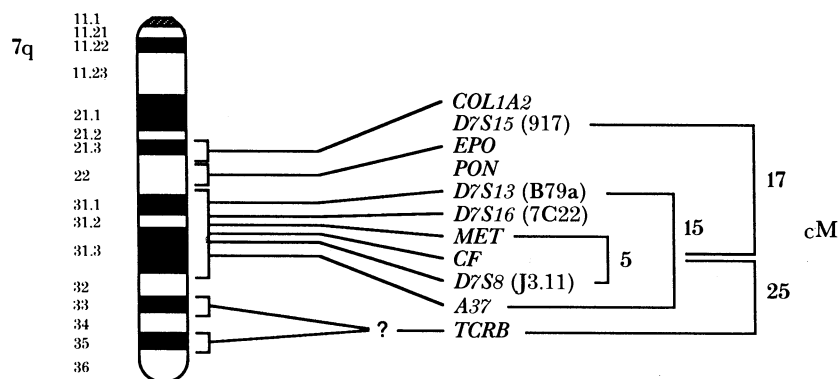 7q
11.1
11.21
11.22
11.23
21.1
21.2
21.3
22
31.1
31.2
31.3
32
33
34
35
36
COL1A2
D7S15 (917)
EPO
PON
D7S13 (B79a)
D7S16 (7C22)
MET
CF
D7S8 (J3.11)
A37
? TCRB
5
15
17
25
cM